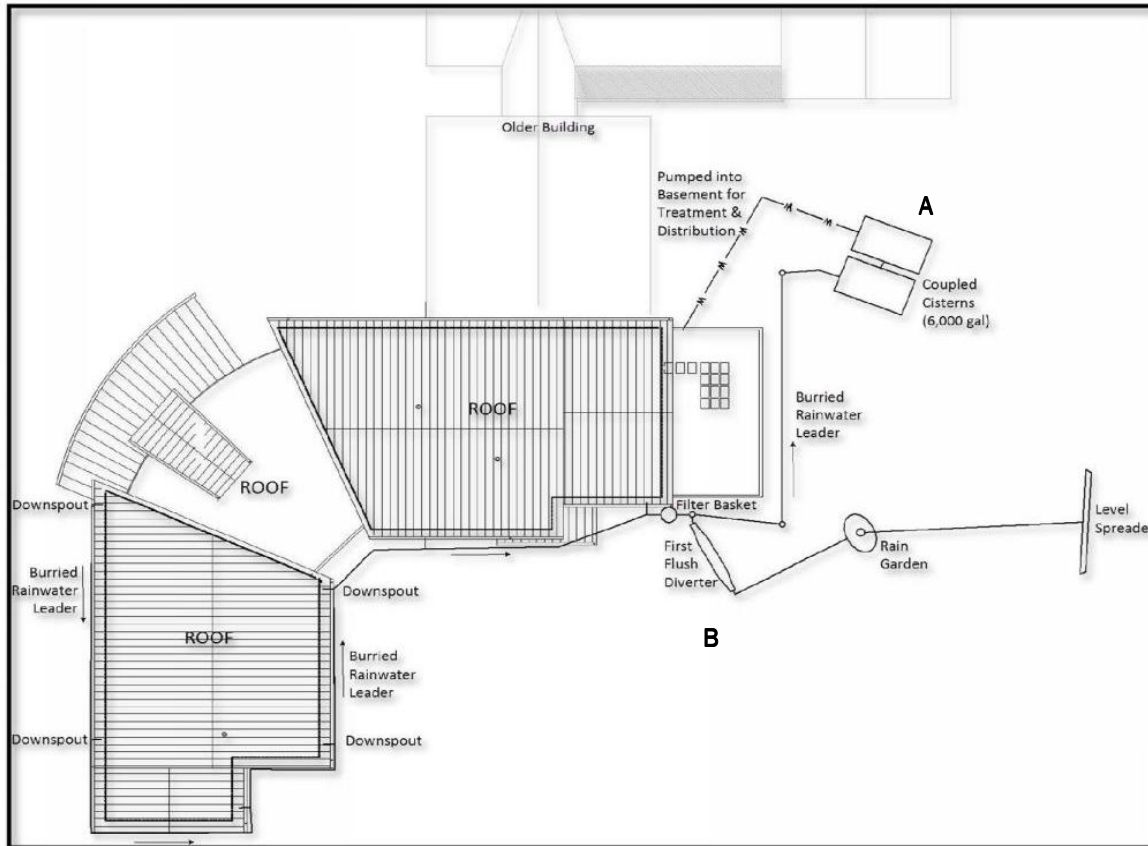 Older Building
Pumped into
Basement for
Treatment &
Distribution
A
Coupled
Cisterns
(6,000 gal)
ROOF
Burried
Rainwater
Leader
ROOF
Downspout
Filter Basket
First
Flush
Diverter
Rain
Garden
Level
Spreade
Burried
Rainwater
Leader
Downspout
ROOF
B
Burried
Rainwater
Leader
Downspout
Downspout